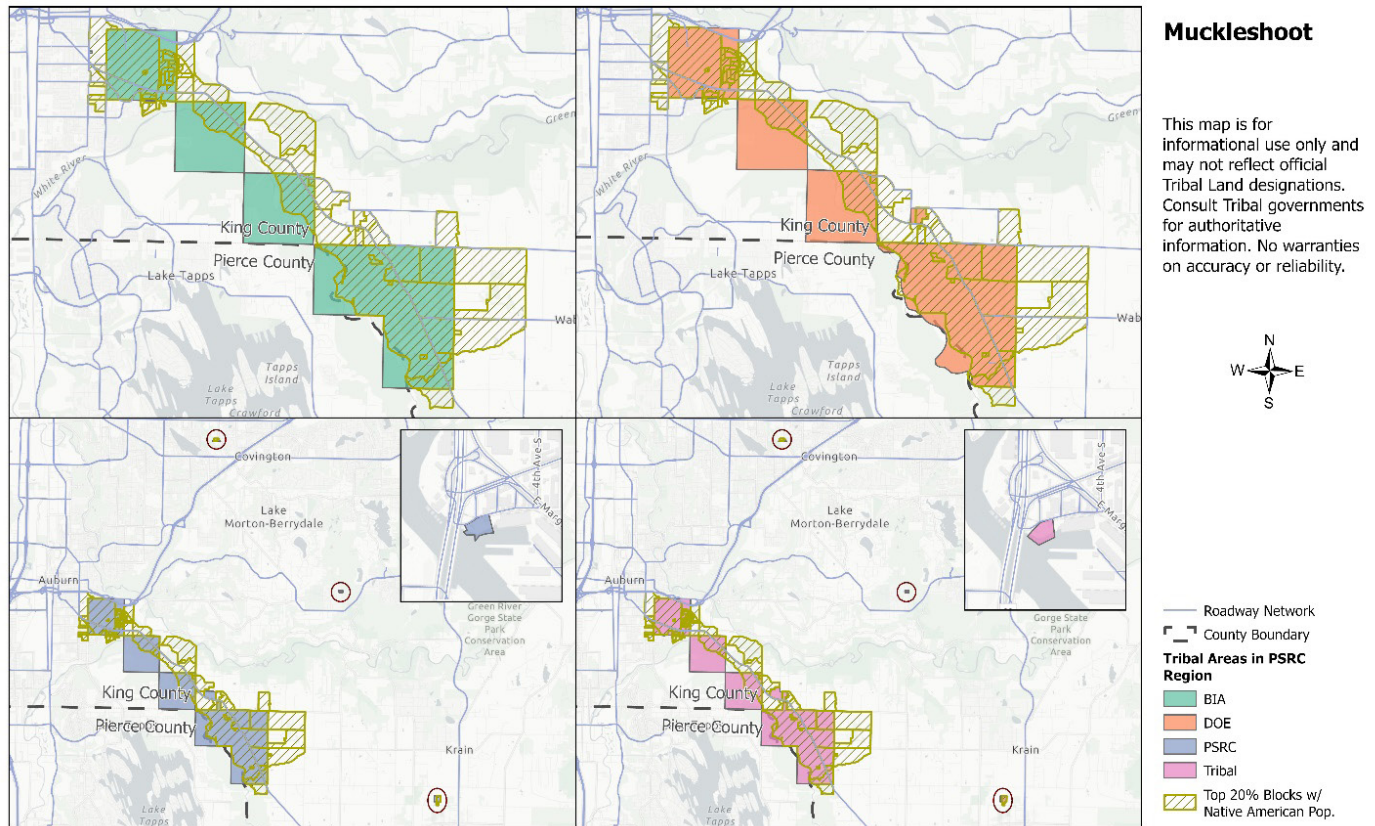 Muckleshoot
This map is for
informational use only and
may not reflect official
Tribal Land designations.
Consult Tribal governments
for authoritative
information. No warranties
on accuracy or reliability.
N
W E
S
Roadway Network
County Boundary
Tribal Areas in PSRC
Region
BIA
DOE
PSRC
Tribal
Top 20% Blocks w/
Native American Pop.
Green
White River
King County
Pierce County
Lake Tapps
Tapps
Island
Lake
Tapps
Crawford
Wab
Green
White River
King County
Pierce County
Lake Tapps
Tapps
Island
Lake
Tapps
Crawford
Wab
Covington
4th-Ave-S
E-Marg
Lake
Morton-Berrydale
Auburn
Green River
Gorge State
Park
Conservation
Area
King County
Pierce County
Krain
Lake
Tapps
Covington
4th-Ave-S
E-Marg
Lake
Morton-Berrydale
Auburn
Green River
Gorge State
Park
Conservation
Area
King County
Pierce County
Krain
Lake
Tapps